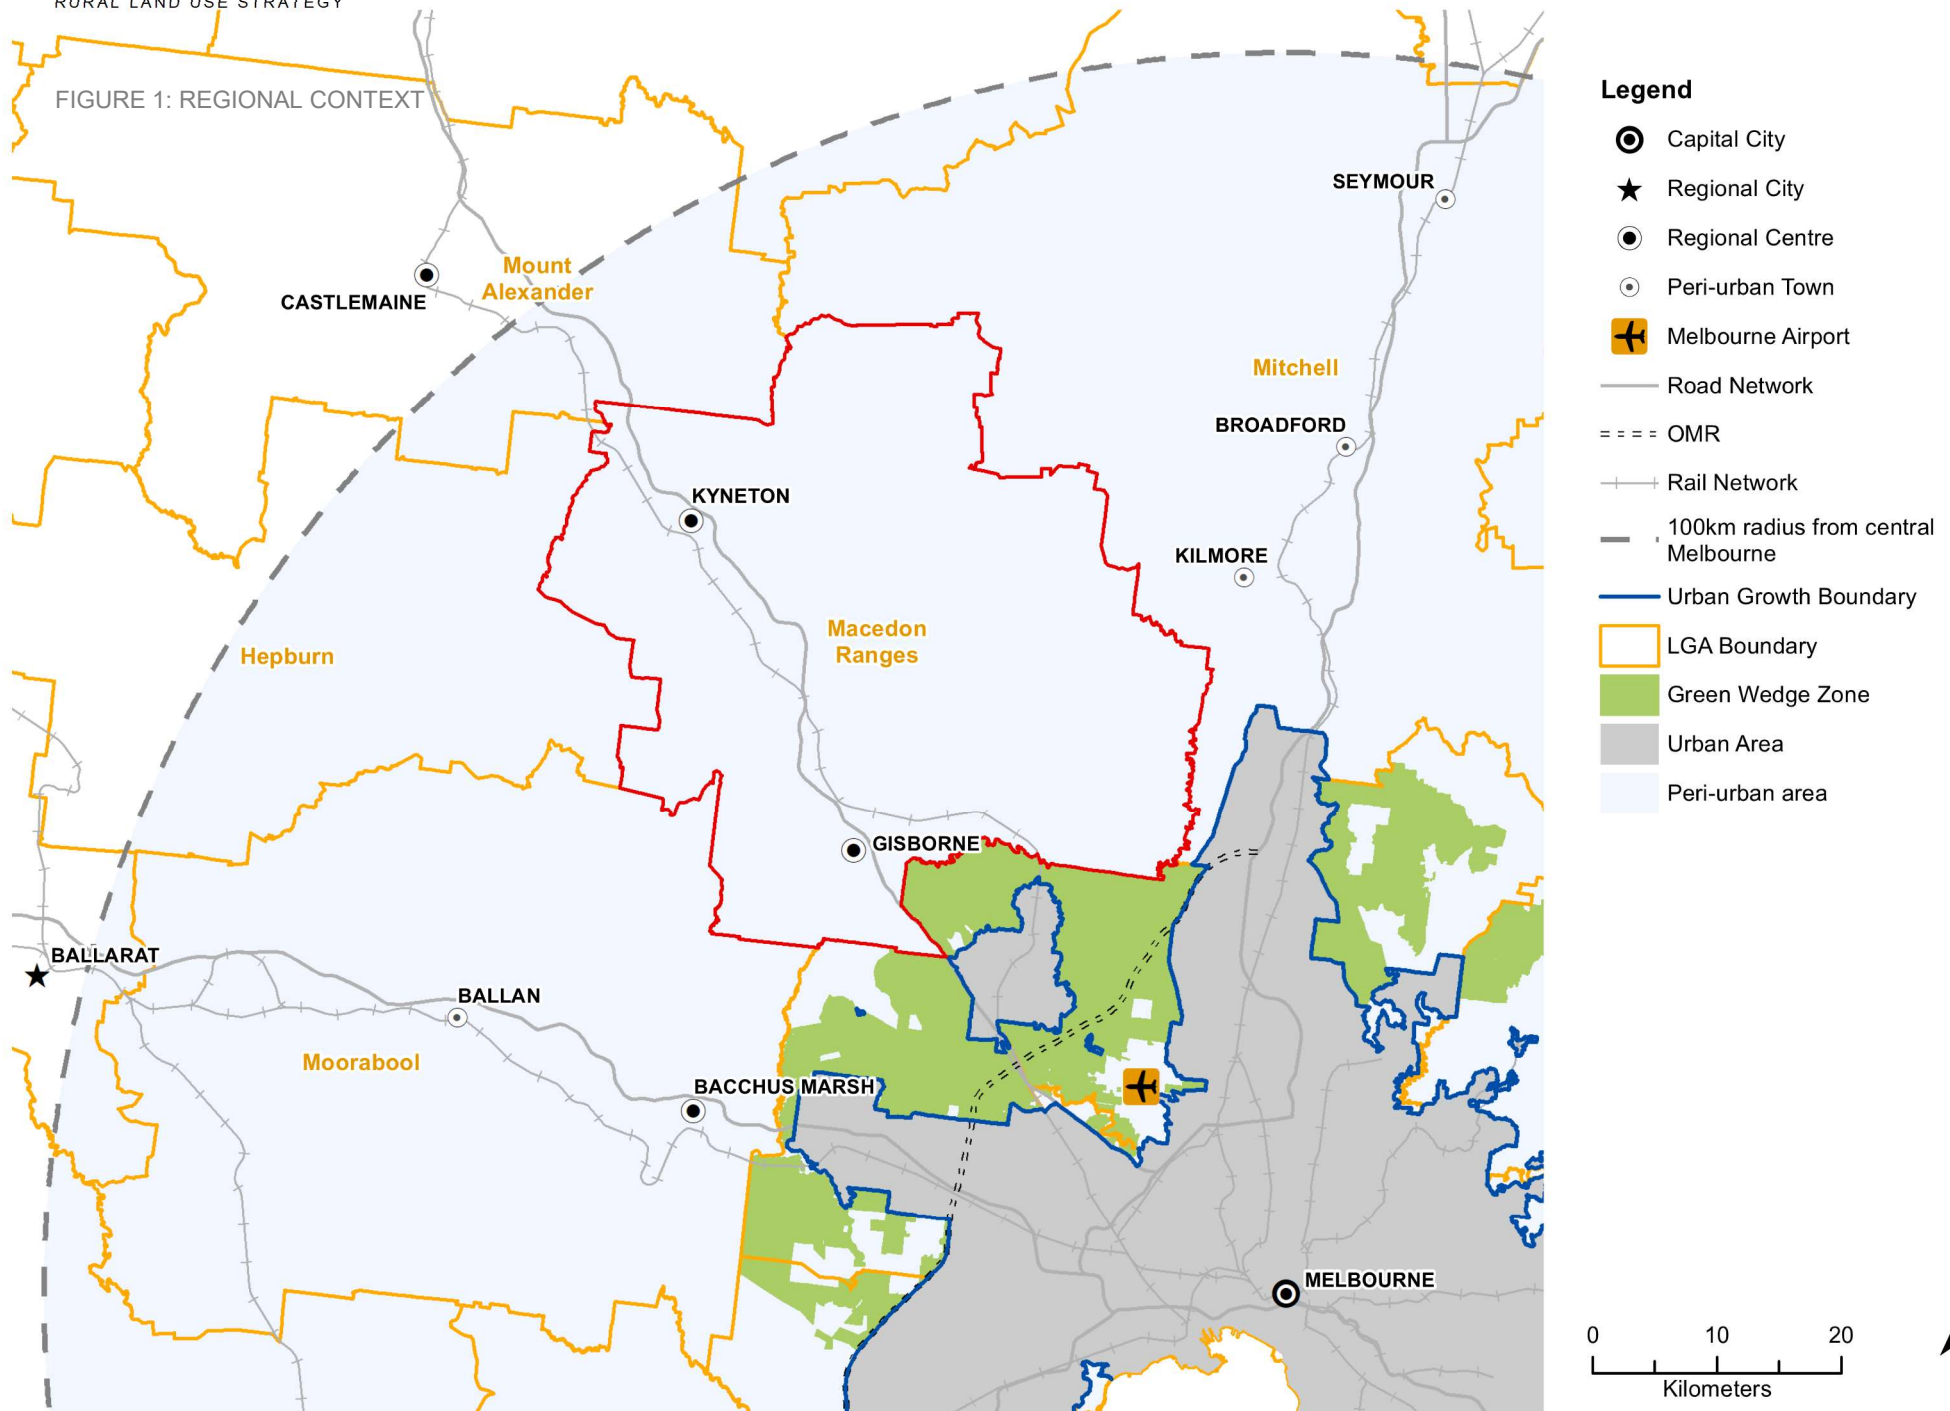 RURAL LAND USE STRATEGY
FIGURE 1: REGIONAL CONTEXT
SEYMOUR
Mount
Alexander
CASTLEMAINE
Mitchell
BROADFORD
KYNETON
KILMORE
Macedon
Ranges
Hepburn
GISBORNE
BALLARAT
BALLAN
Moorabool
BACCHUS MARSH
MELBOURNE
Legend
Capital City
Regional City
Regional Centre
Peri-urban Town
Melbourne Airport
Road Network
OMR
Rail Network
100km radius from central
Melbourne
Urban Growth Boundary
LGA Boundary
Green Wedge Zone
Urban Area
Peri-urban area
0 10 20
Kilometers